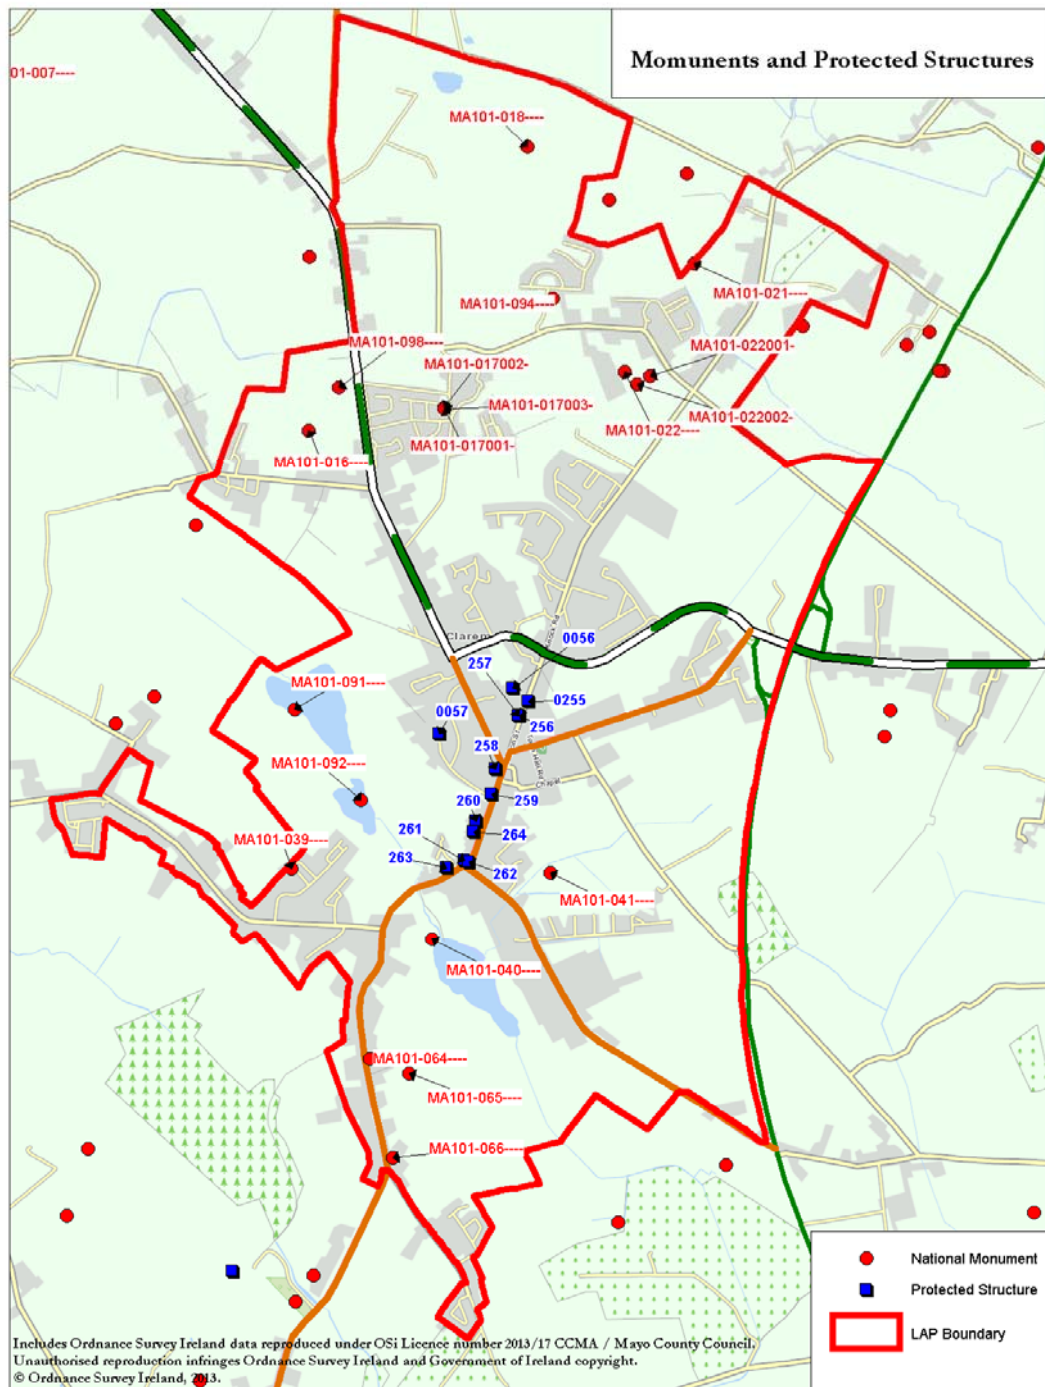 Momunents and Protected Structures
01-007----
MA101-018----
MA101-021----
MA101-094----
MA101-098----
MA101-017002-
MA101-022001-
MA101-017003-
MA101-022002-
MA101-022----
MA101-017001-
MA101-016----
Clarem
0056
257
MA101-091----
0255
0057
256
258
MA101-092----
Chapel
260
259
261
264
MA101-039----
263
262
MA101-041----
MA101-040----
MA101-064----
MA101-065----
MA101-066----
National Monument
Protected Structure
LAP Boundary
Includes Ordnance Survey Ireland data reproduced under OSi Licence number 2013/17 CCMA / Mayo County Council.
Unauthorised reproduction infringes Ordnance Survey Ireland and Government of Ireland copyright.
© Ordnance Survey Ireland, 2013.